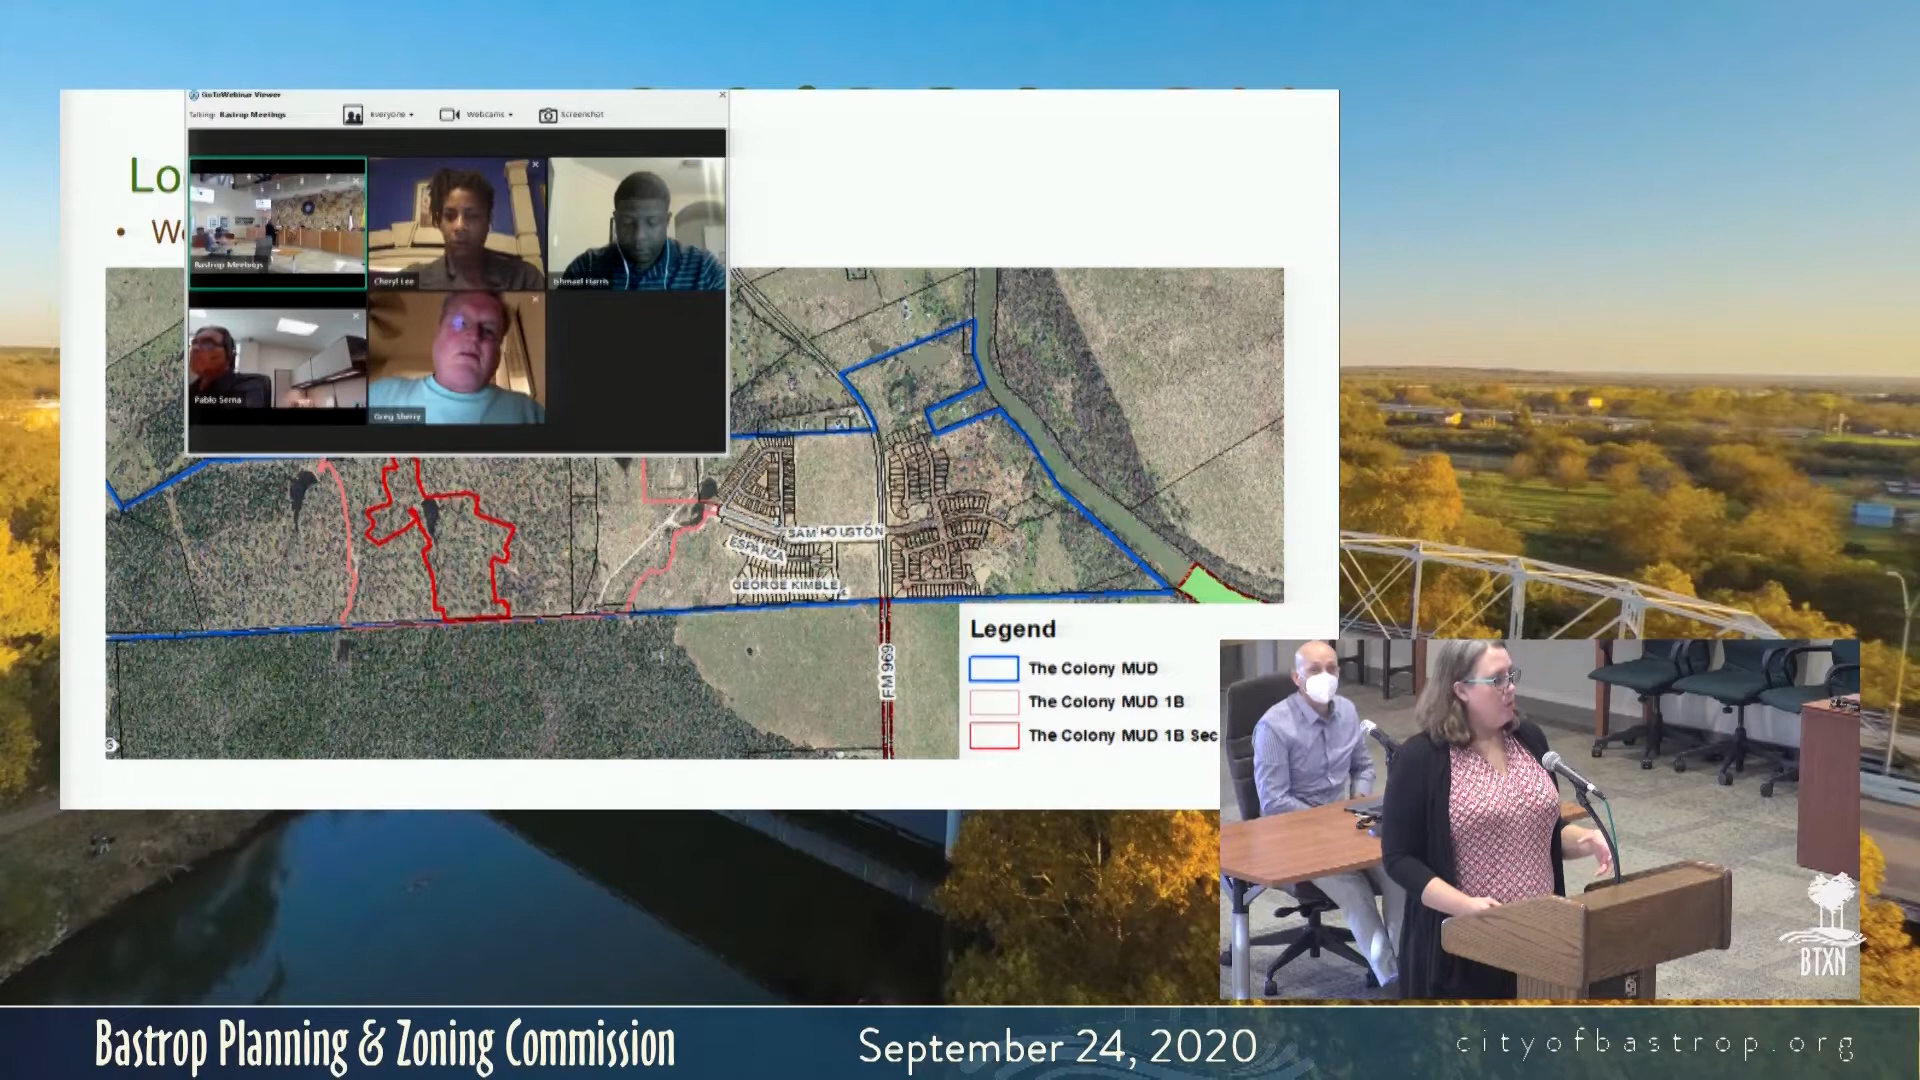 GoToWebinar Viewer
Talking: Bastrop Meetings
Everyone
Webcams
Screenshot
Lo
• We
Bastrop Meetings
Cheryl Lee
Ishmael Harris
Pablo Serna
Greg Sherry
SAM HOUSTON
ESPARZA
GEORGE KIMBLE
FM 969
Legend
The Colony MUD
The Colony MUD 1B
The Colony MUD 1B Sec
BTXN
Bastrop Planning & Zoning Commission
September 24, 2020
cityofbastrop.org